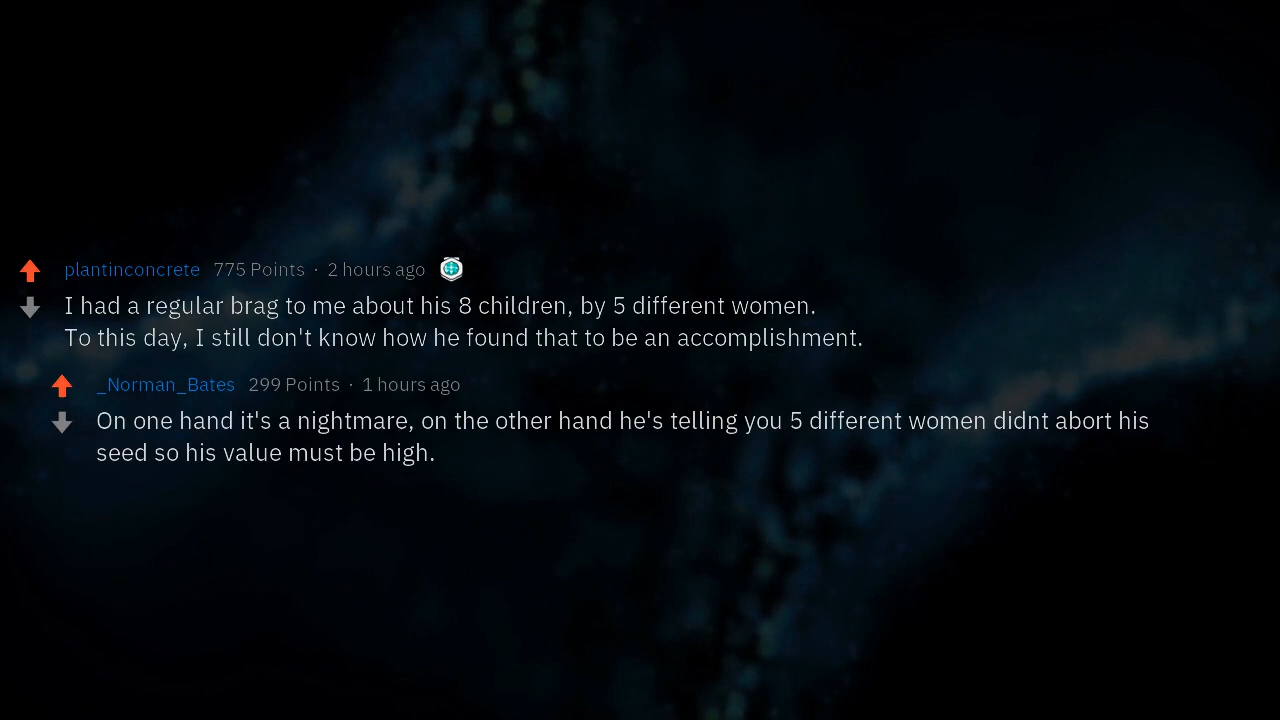 plantinconcrete 775 Points · 2 hours ago
I had a regular brag to me about his 8 children, by 5 different women.
To this day, I still don't know how he found that to be an accomplishment.
_Norman_Bates 299 Points · 1 hours ago
On one hand it's a nightmare, on the other hand he's telling you 5 different women didnt abort his
seed so his value must be high.